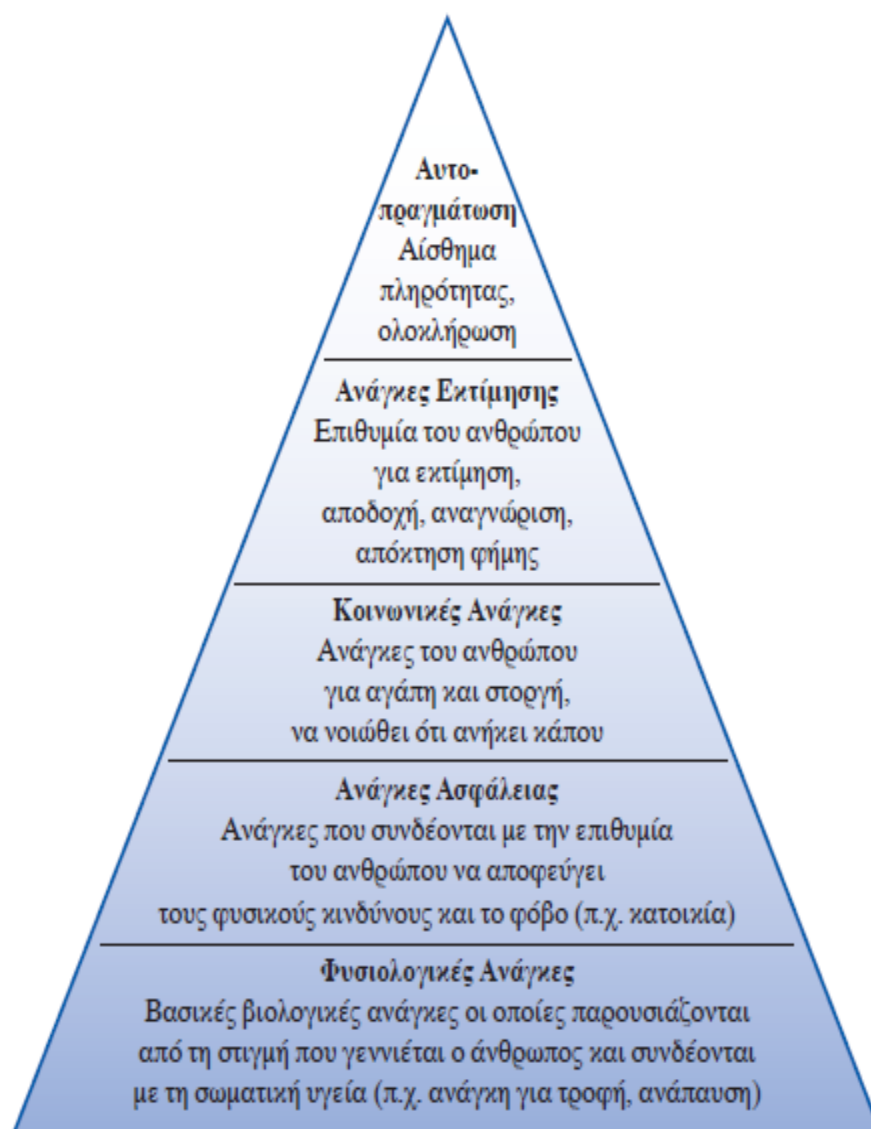 Αυτο-
πραγμάτωση
Αίσθημα
πληρότητας,
ολοκλήρωση
Ανάγκες Εκτίμησης
Επιθυμία του ανθρώπου
για εκτίμηση,
αποδοχή, αναγνώριση,
απόκτηση φήμης
Κοινωνικές Ανάγκες
Ανάγκες του ανθρώπου
για αγάπη και στοργή,
να νοιώθει ότι ανήκει κάπου
Ανάγκες Ασφάλειας
Ανάγκες που συνδέονται με την επιθυμία
του ανθρώπου να αποφεύγει
τους φυσικούς κινδύνους και το φόβο (π.χ. κατοικία)
Φυσιολογικές Ανάγκες
Βασικές βιολογικές ανάγκες οι οποίες παρουσιάζονται
από τη στιγμή που γεννιέται ο άνθρωπος και συνδέονται
με τη σωματική υγεία (π.χ. ανάγκη για τροφή, ανάπαυση)